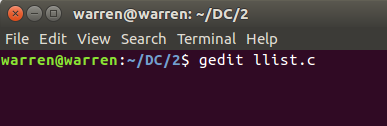 warren@warren: ~/DC/2
File Edit View Search Terminal Help
warren@warren:~/DC/2$ gedit llist.c